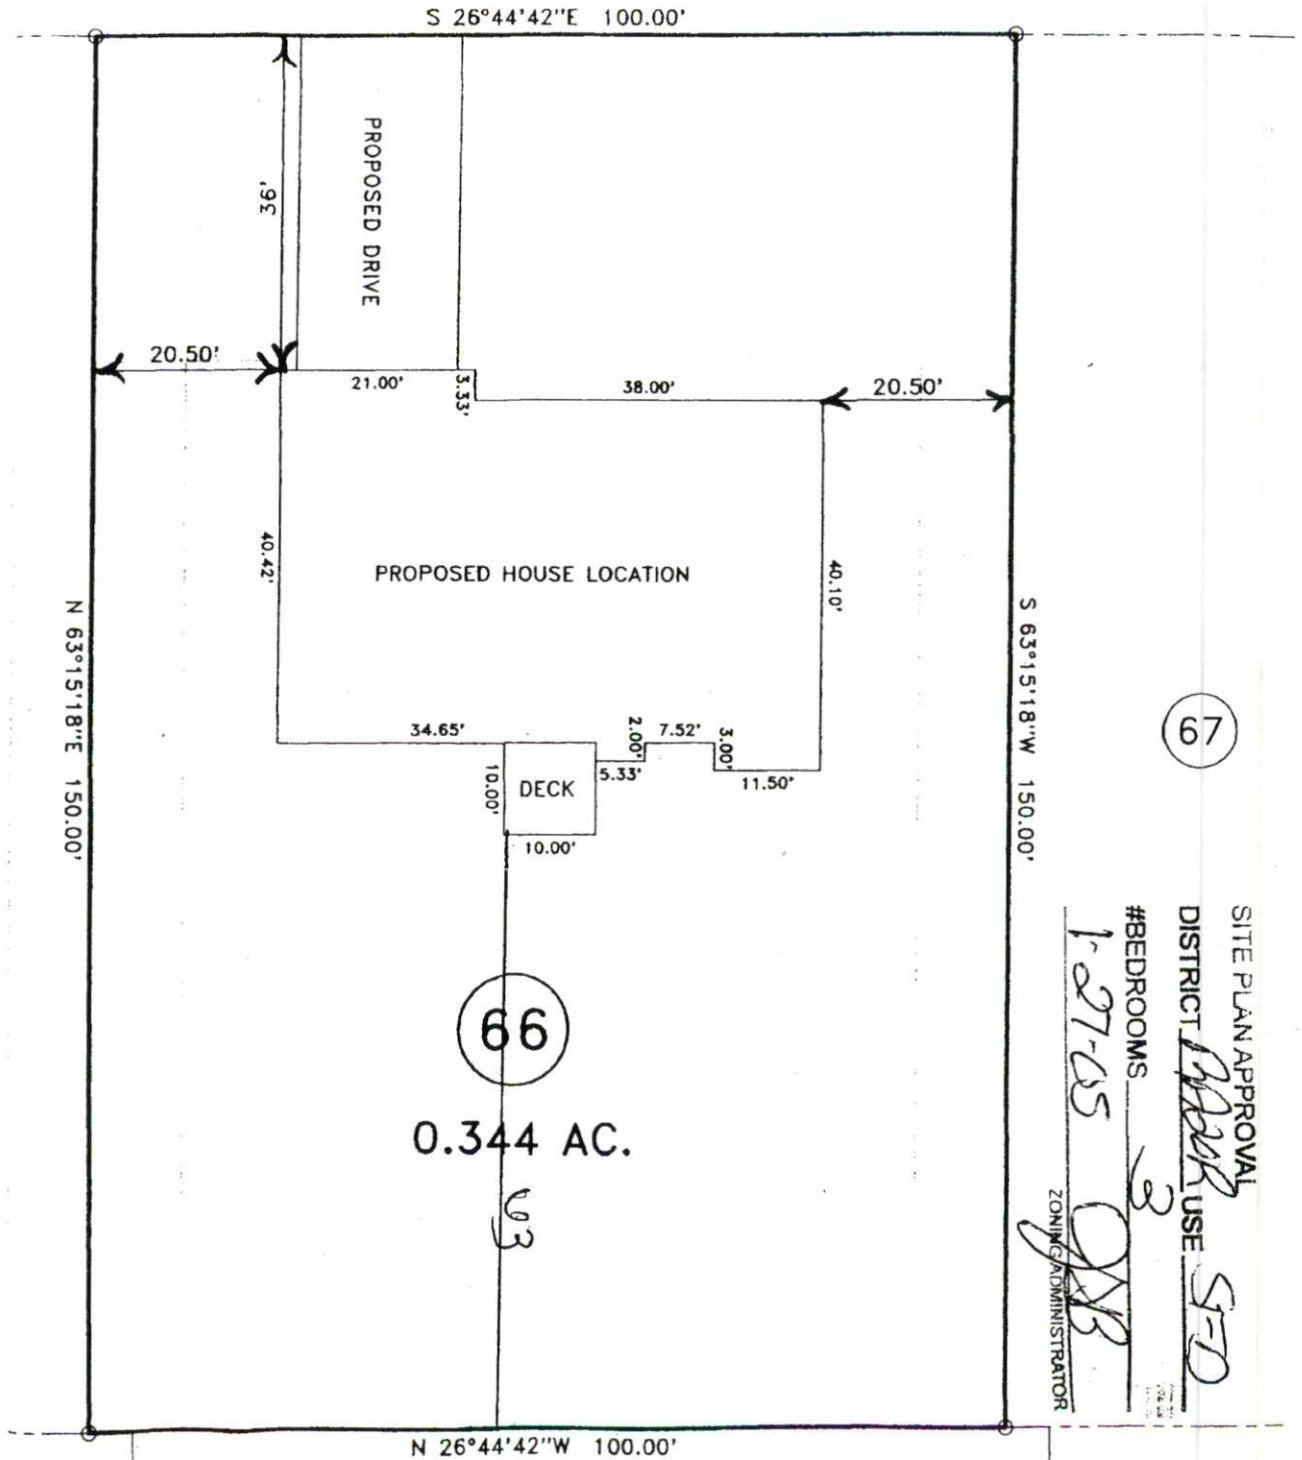 S 26°44'42"E 100.00'
PROPOSED DRIVE
36'
20.50'
21.00'
3.33'
38.00'
20.50'
40.42'
PROPOSED HOUSE LOCATION
40.10'
N 63°15'18"E 150.00'
S 63°15'18"W 150.00'
34.65'
2.00'
7.52'
3.00'
5.33'
11.50'
10.00'
DECK
10.00'
67
66
0.344 AC.
63
SITE PLAN APPROVAL
DISTRICT USE
#BEDROOMS 3
1-27-05
ZONING ADMINISTRATOR
N 26°44'42"W 100.00'